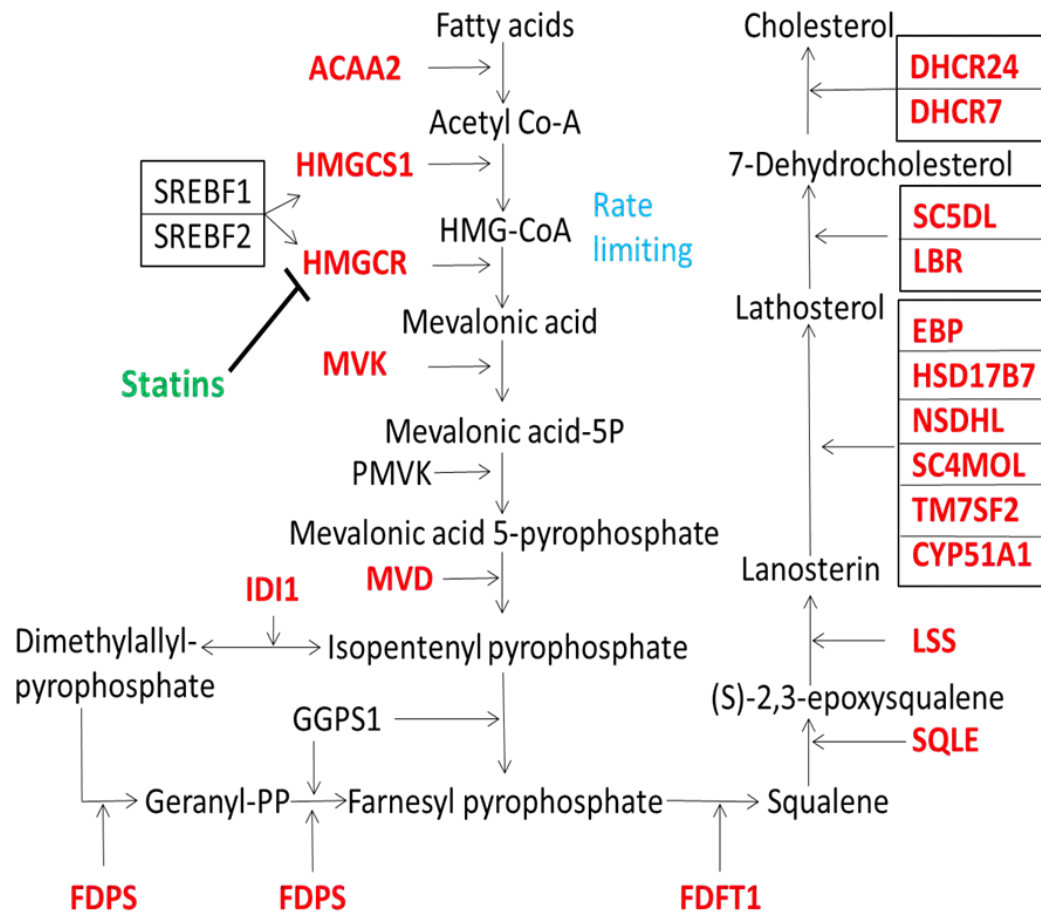 Fatty acids
ACAA2
Acetyl Co-A
HMGCS1
SREBF1
SREBF2
HMG-CoA
Rate
limiting
HMGCR
Mevalonic acid
Statins
MVK
Mevalonic acid-5P
PMVK
Mevalonic acid 5-pyrophosphate
MVD
IDI1
Dimethylallyl-
pyrophosphate
Isopentenyl pyrophosphate
GGPS1
Geranyl-PP
Farnesyl pyrophosphate
Squalene
FDPS
FDPS
FDFT1
Cholesterol
DHCR24
DHCR7
7-Dehydrocholesterol
SC5DL
LBR
Lathosterol
EBP
HSD17B7
NSDHL
SC4MOL
TM7SF2
CYP51A1
Lanosterin
LSS
(S)-2,3-epoxysqualene
SQLE